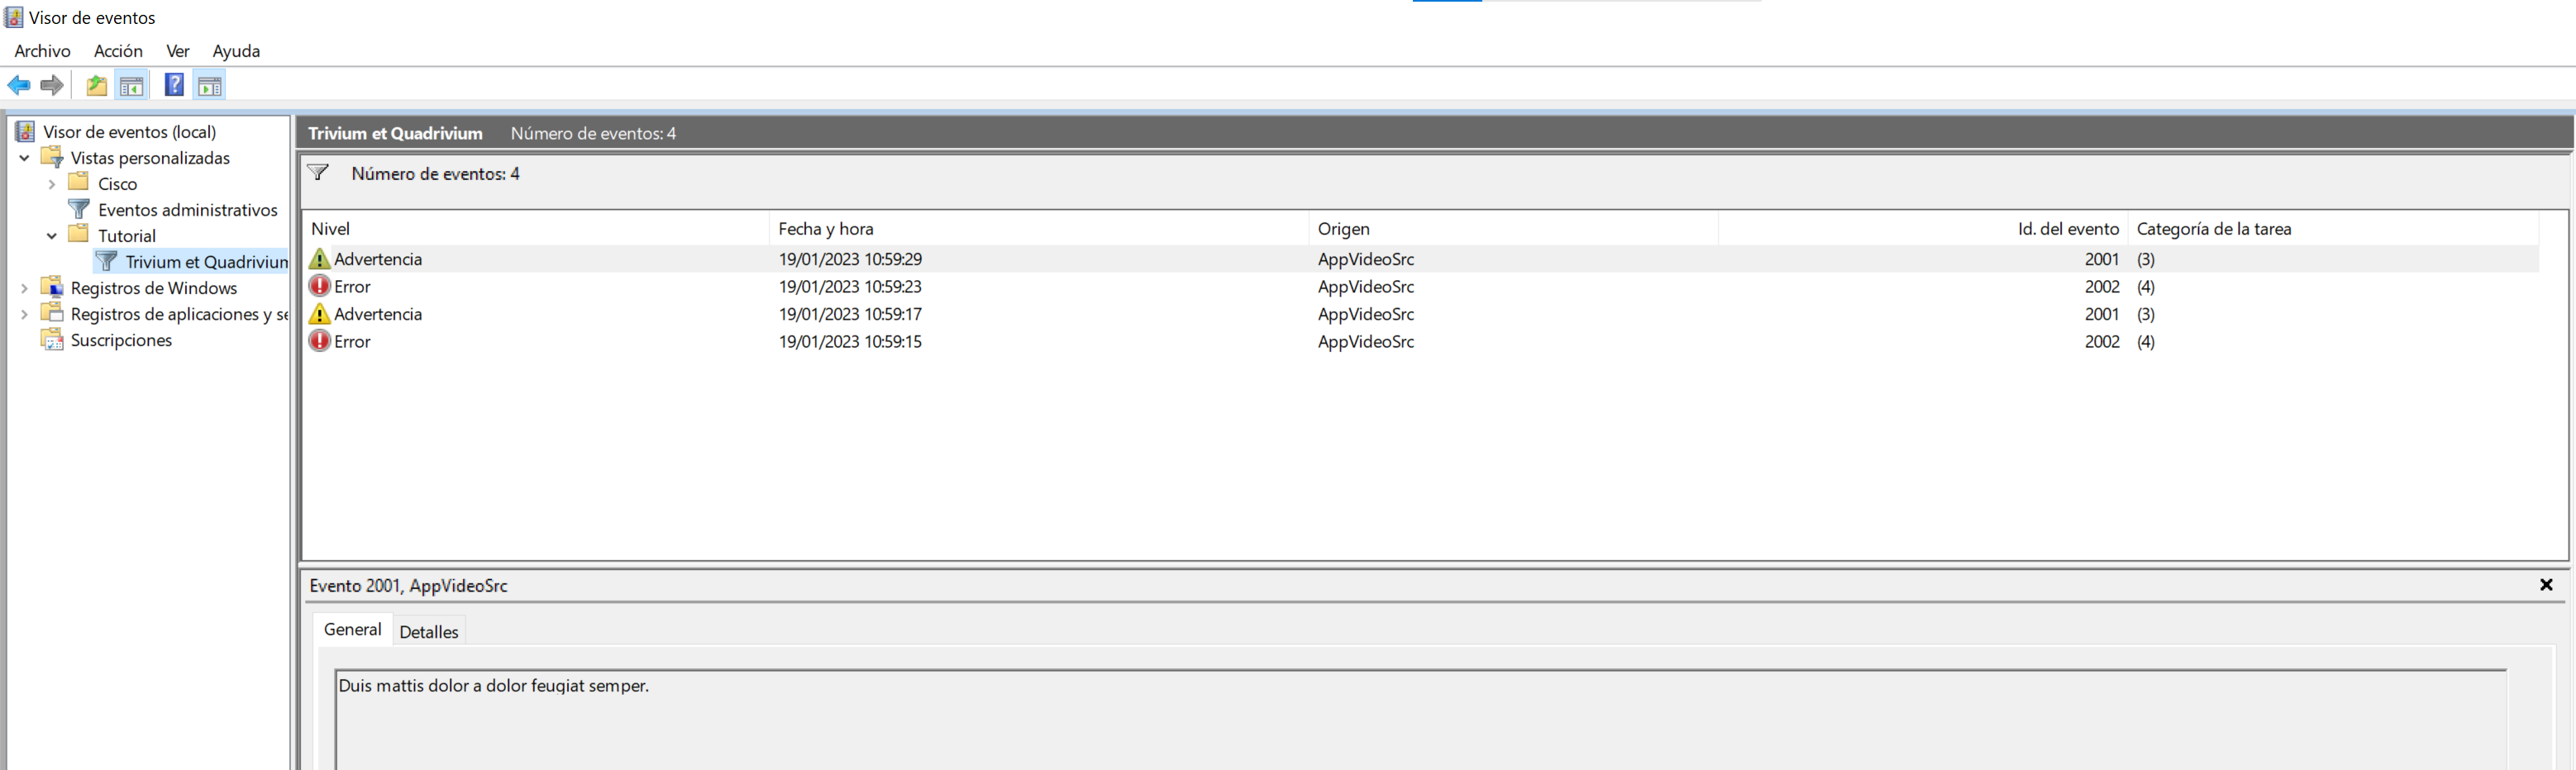 Visor de eventos
Archivo Acción Ver Ayuda
Visor de eventos (local)
Vistas personalizadas
Cisco
Eventos administrativos
Tutorial
Trivium et Quadrivium
Registros de Windows
Registros de aplicaciones y se
Suscripciones
Trivium et Quadrivium Número de eventos: 4
Número de eventos: 4
Nivel Fecha y hora Origen Id. del evento Categoría de la tarea
Advertencia 19/01/2023 10:59:29 AppVideoSrc 2001 (3)
Error 19/01/2023 10:59:23 AppVideoSrc 2002 (4)
Advertencia 19/01/2023 10:59:17 AppVideoSrc 2001 (3)
Error 19/01/2023 10:59:15 AppVideoSrc 2002 (4)
Evento 2001, AppVideoSrc
General Detalles
Duis mattis dolor a dolor feugiat semper.